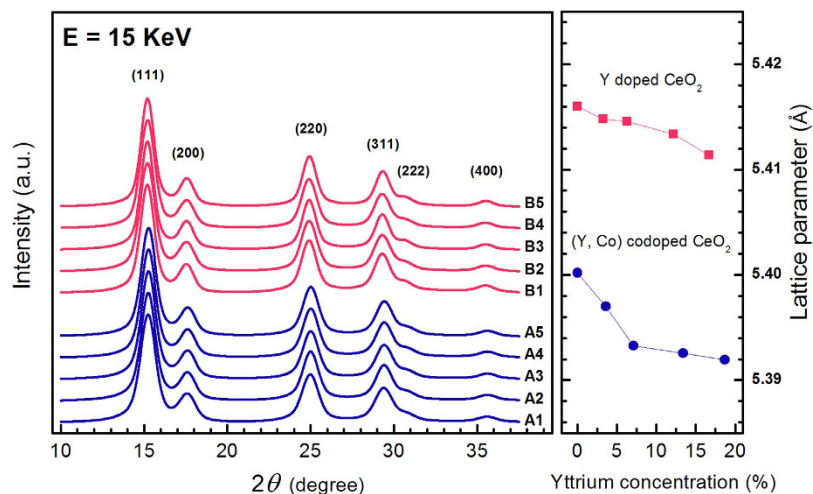 E = 15 KeV
(111)
(200)
(220)
(311)
(222)
(400)
B5
B4
B3
B2
B1
A5
A4
A3
A2
A1
Intensity (a.u.)
10 15 20 25 30 35
2θ (degree)
Y doped CeO₂
(Y, Co) codoped CeO₂
5.42
5.41
5.40
5.39
Lattice parameter (Å)
0 5 10 15 20
Yttrium concentration (%)